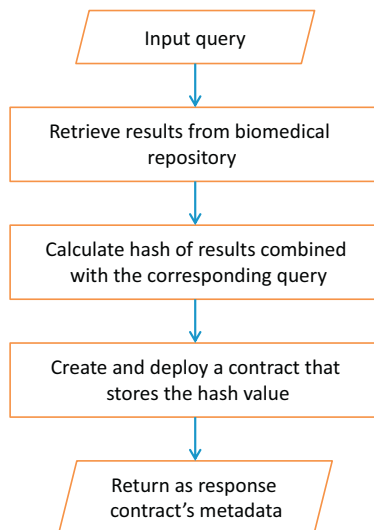 Input query
Retrieve results from biomedical
repository
Calculate hash of results combined
with the corresponding query
Create and deploy a contract that
stores the hash value
Return as response
contract's metadata